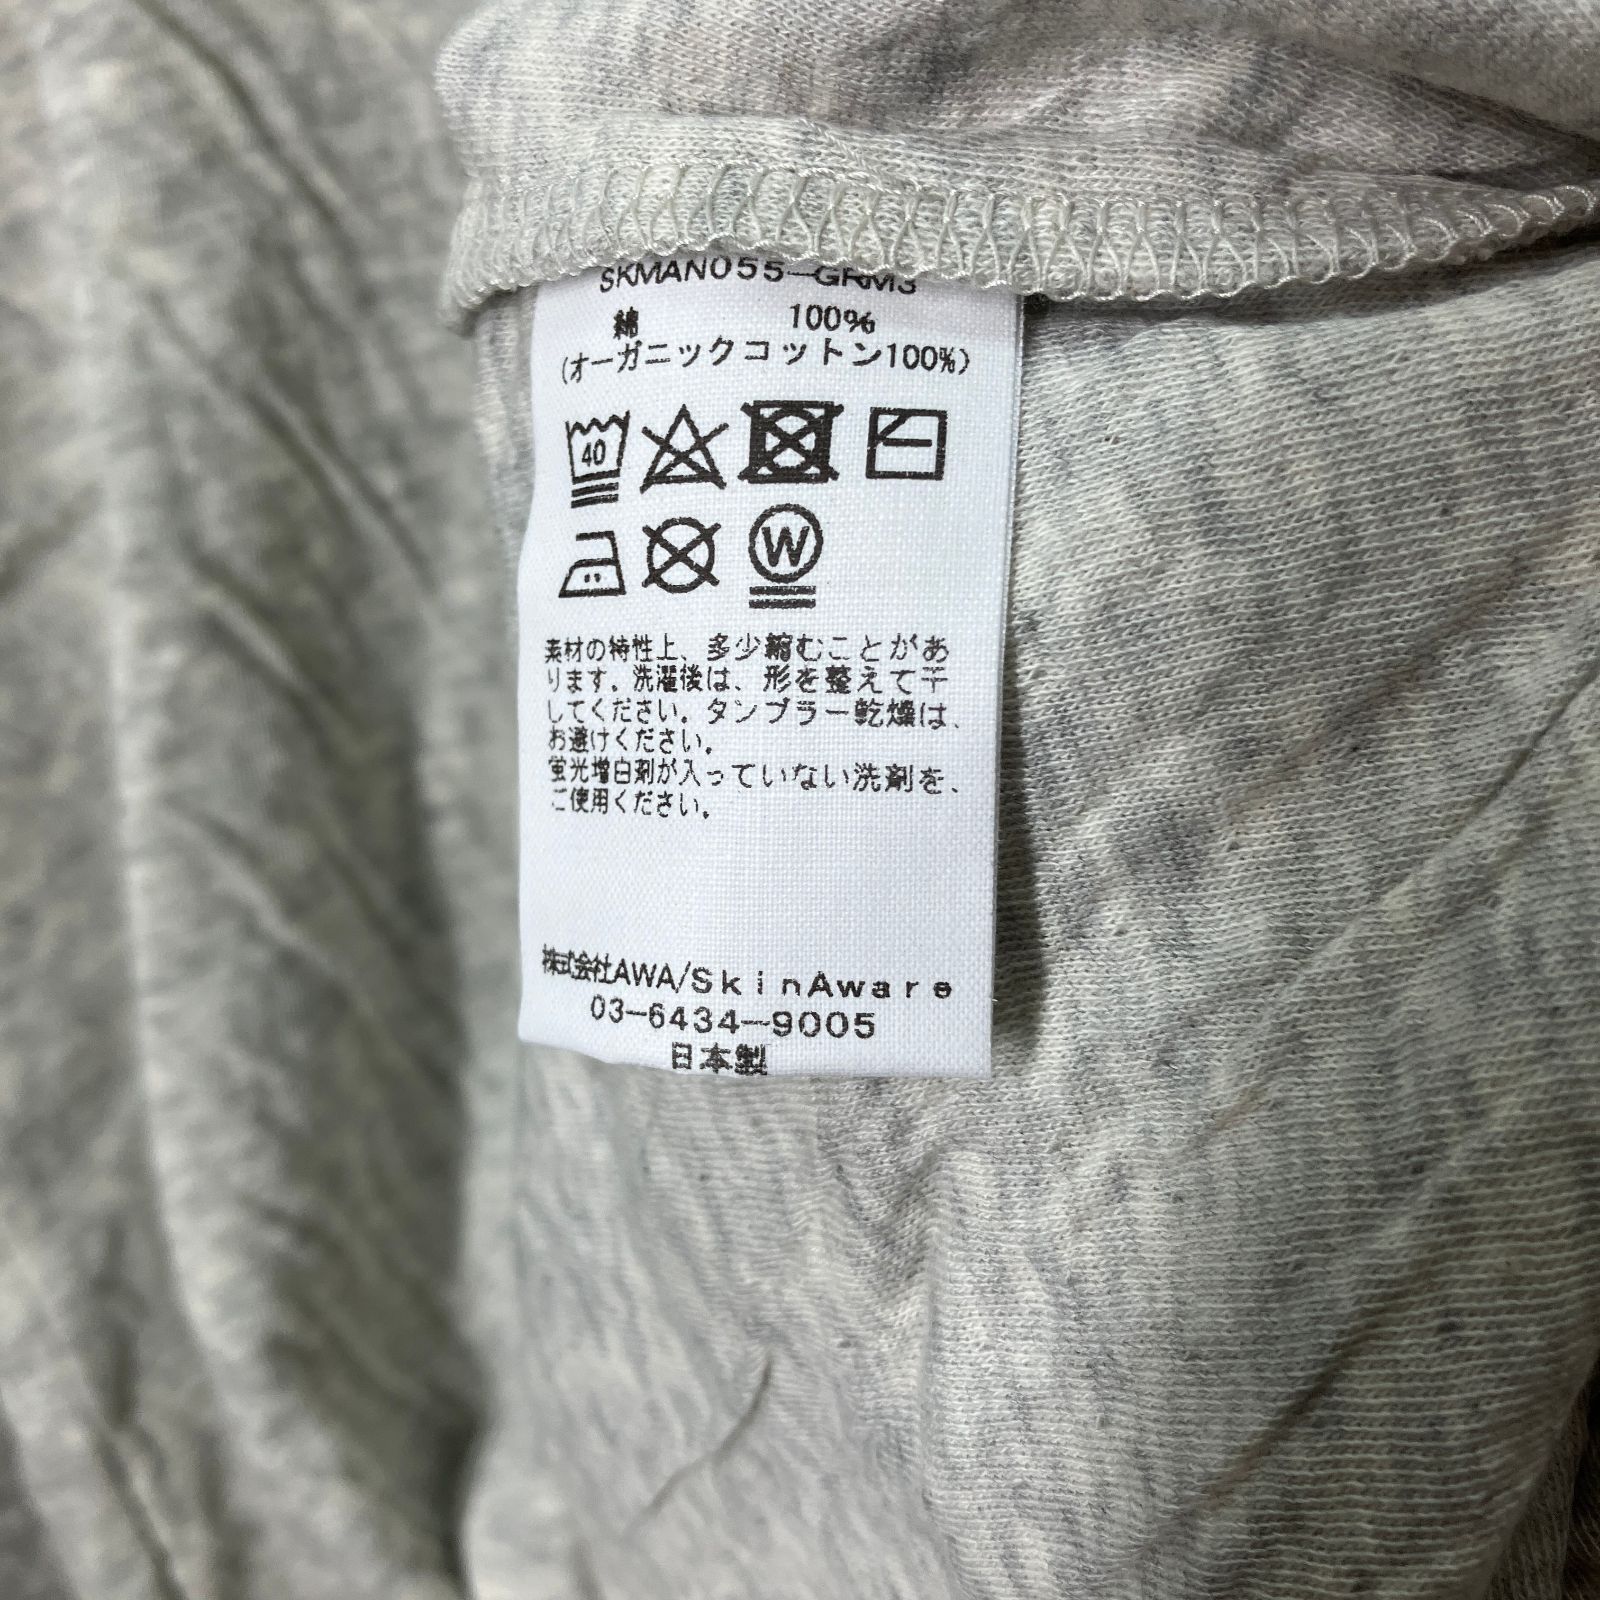 SKMAN055-GRM3
綿 100%
(オーガニックコットン100%)
40
W
素材の特性上、多少縮むことがあ
ります。洗濯後は、形を整えて干
してください。タンブラー乾燥は、
お避けください。
蛍光増白剤が入っていない洗剤を、
ご使用ください。
株式会社AWA/SkinAware
03-6434-9005
日本製